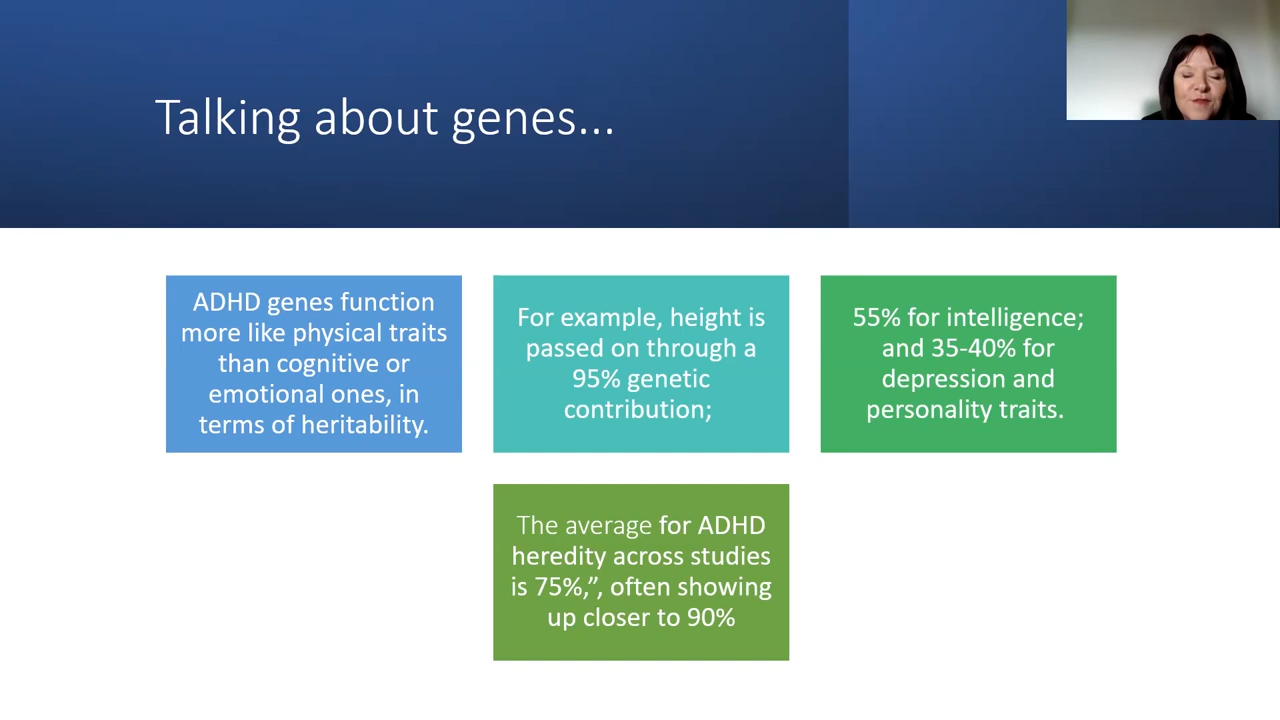 Talking about genes...
ADHD genes function
more like physical traits
than cognitive or
emotional ones, in
terms of heritability.
For example, height is
passed on through a
95% genetic
contribution;
55% for intelligence;
and 35-40% for
depression and
personality traits.
The average for ADHD
heredity across studies
is 75%,”, often showing
up closer to 90%